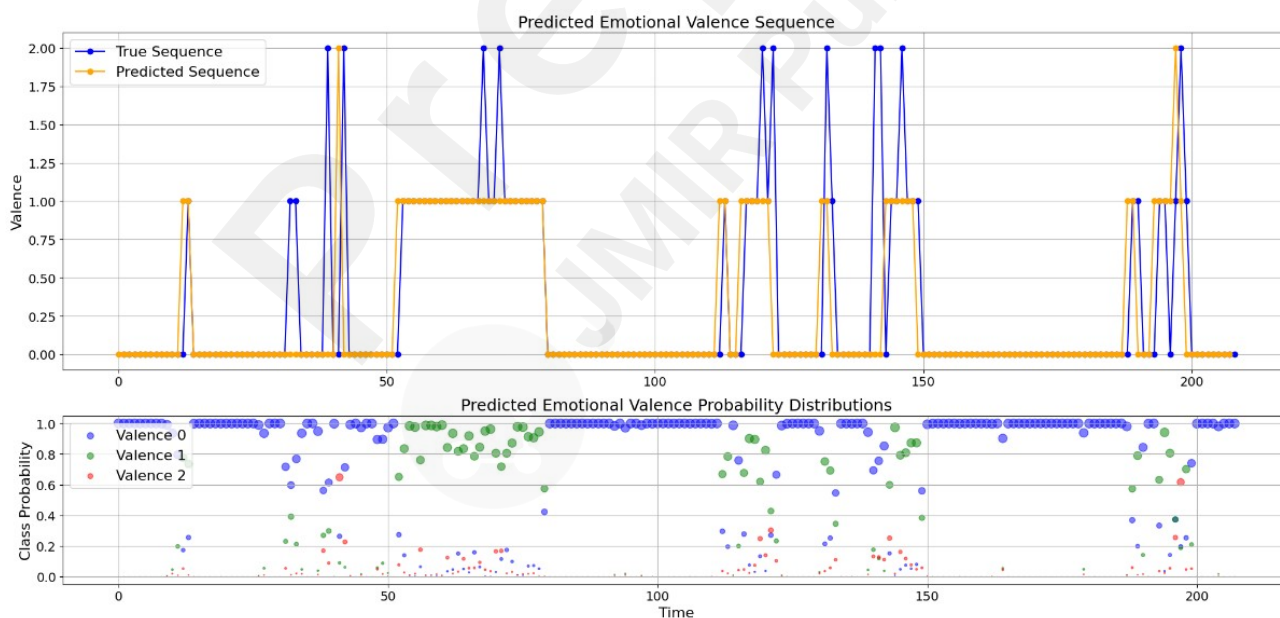 Predicted Emotional Valence Sequence
True Sequence
Predicted Sequence
Valence
2.00
1.75
1.50
1.25
1.00
0.75
0.50
0.25
0.00
0 50 100 150 200
Predicted Emotional Valence Probability Distributions
Valence 0
Valence 1
Valence 2
Class Probability
1.0
0.8
0.6
0.4
0.2
0.0
0 50 100 150 200
Time
Pre
JMIR Pu